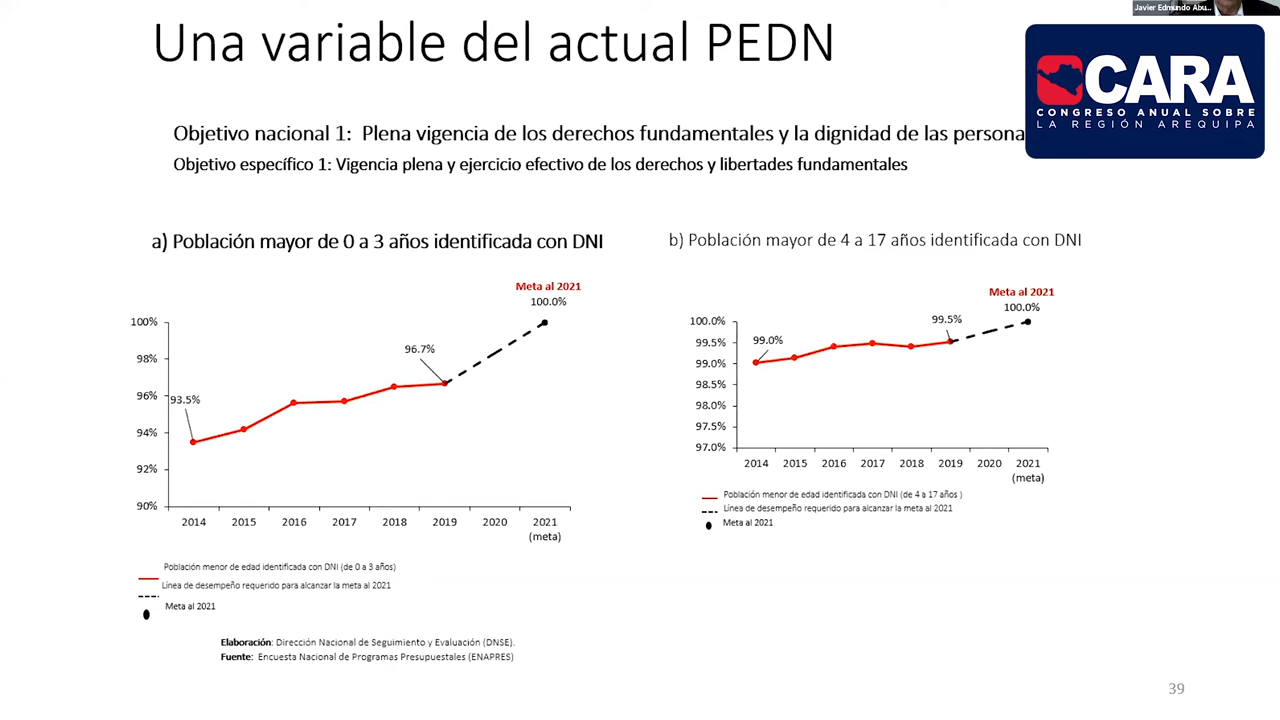 Javier Edmundo Abu...
Una variable del actual PEDN
CARA
CONGRESO ANUAL SOBRE
LA REGIÓN AREQUIPA
Objetivo nacional 1: Plena vigencia de los derechos fundamentales y la dignidad de las persona
Objetivo específico 1: Vigencia plena y ejercicio efectivo de los derechos y libertades fundamentales
a) Población mayor de 0 a 3 años identificada con DNI
Meta al 2021
100.0%
100%
98%
96%
94%
92%
90%
93.5%
96.7%
2014 2015 2016 2017 2018 2019 2020 2021
(meta)
Población menor de edad identificada con DNI (de 0 a 3 años)
Línea de desempeño requerido para alcanzar la meta al 2021
Meta al 2021
b) Población mayor de 4 a 17 años identificada con DNI
Meta al 2021
100.0%
100.0%
99.5%
99.0%
98.5%
98.0%
97.5%
97.0%
99.0%
99.5%
2014 2015 2016 2017 2018 2019 2020 2021
(meta)
Población menor de edad identificada con DNI (de 4 a 17 años )
Línea de desempeño requerido para alcanzar la meta al 2021
Meta al 2021
Elaboración: Dirección Nacional de Seguimiento y Evaluación (DNSE).
Fuente: Encuesta Nacional de Programas Presupuestales (ENAPRES)
39